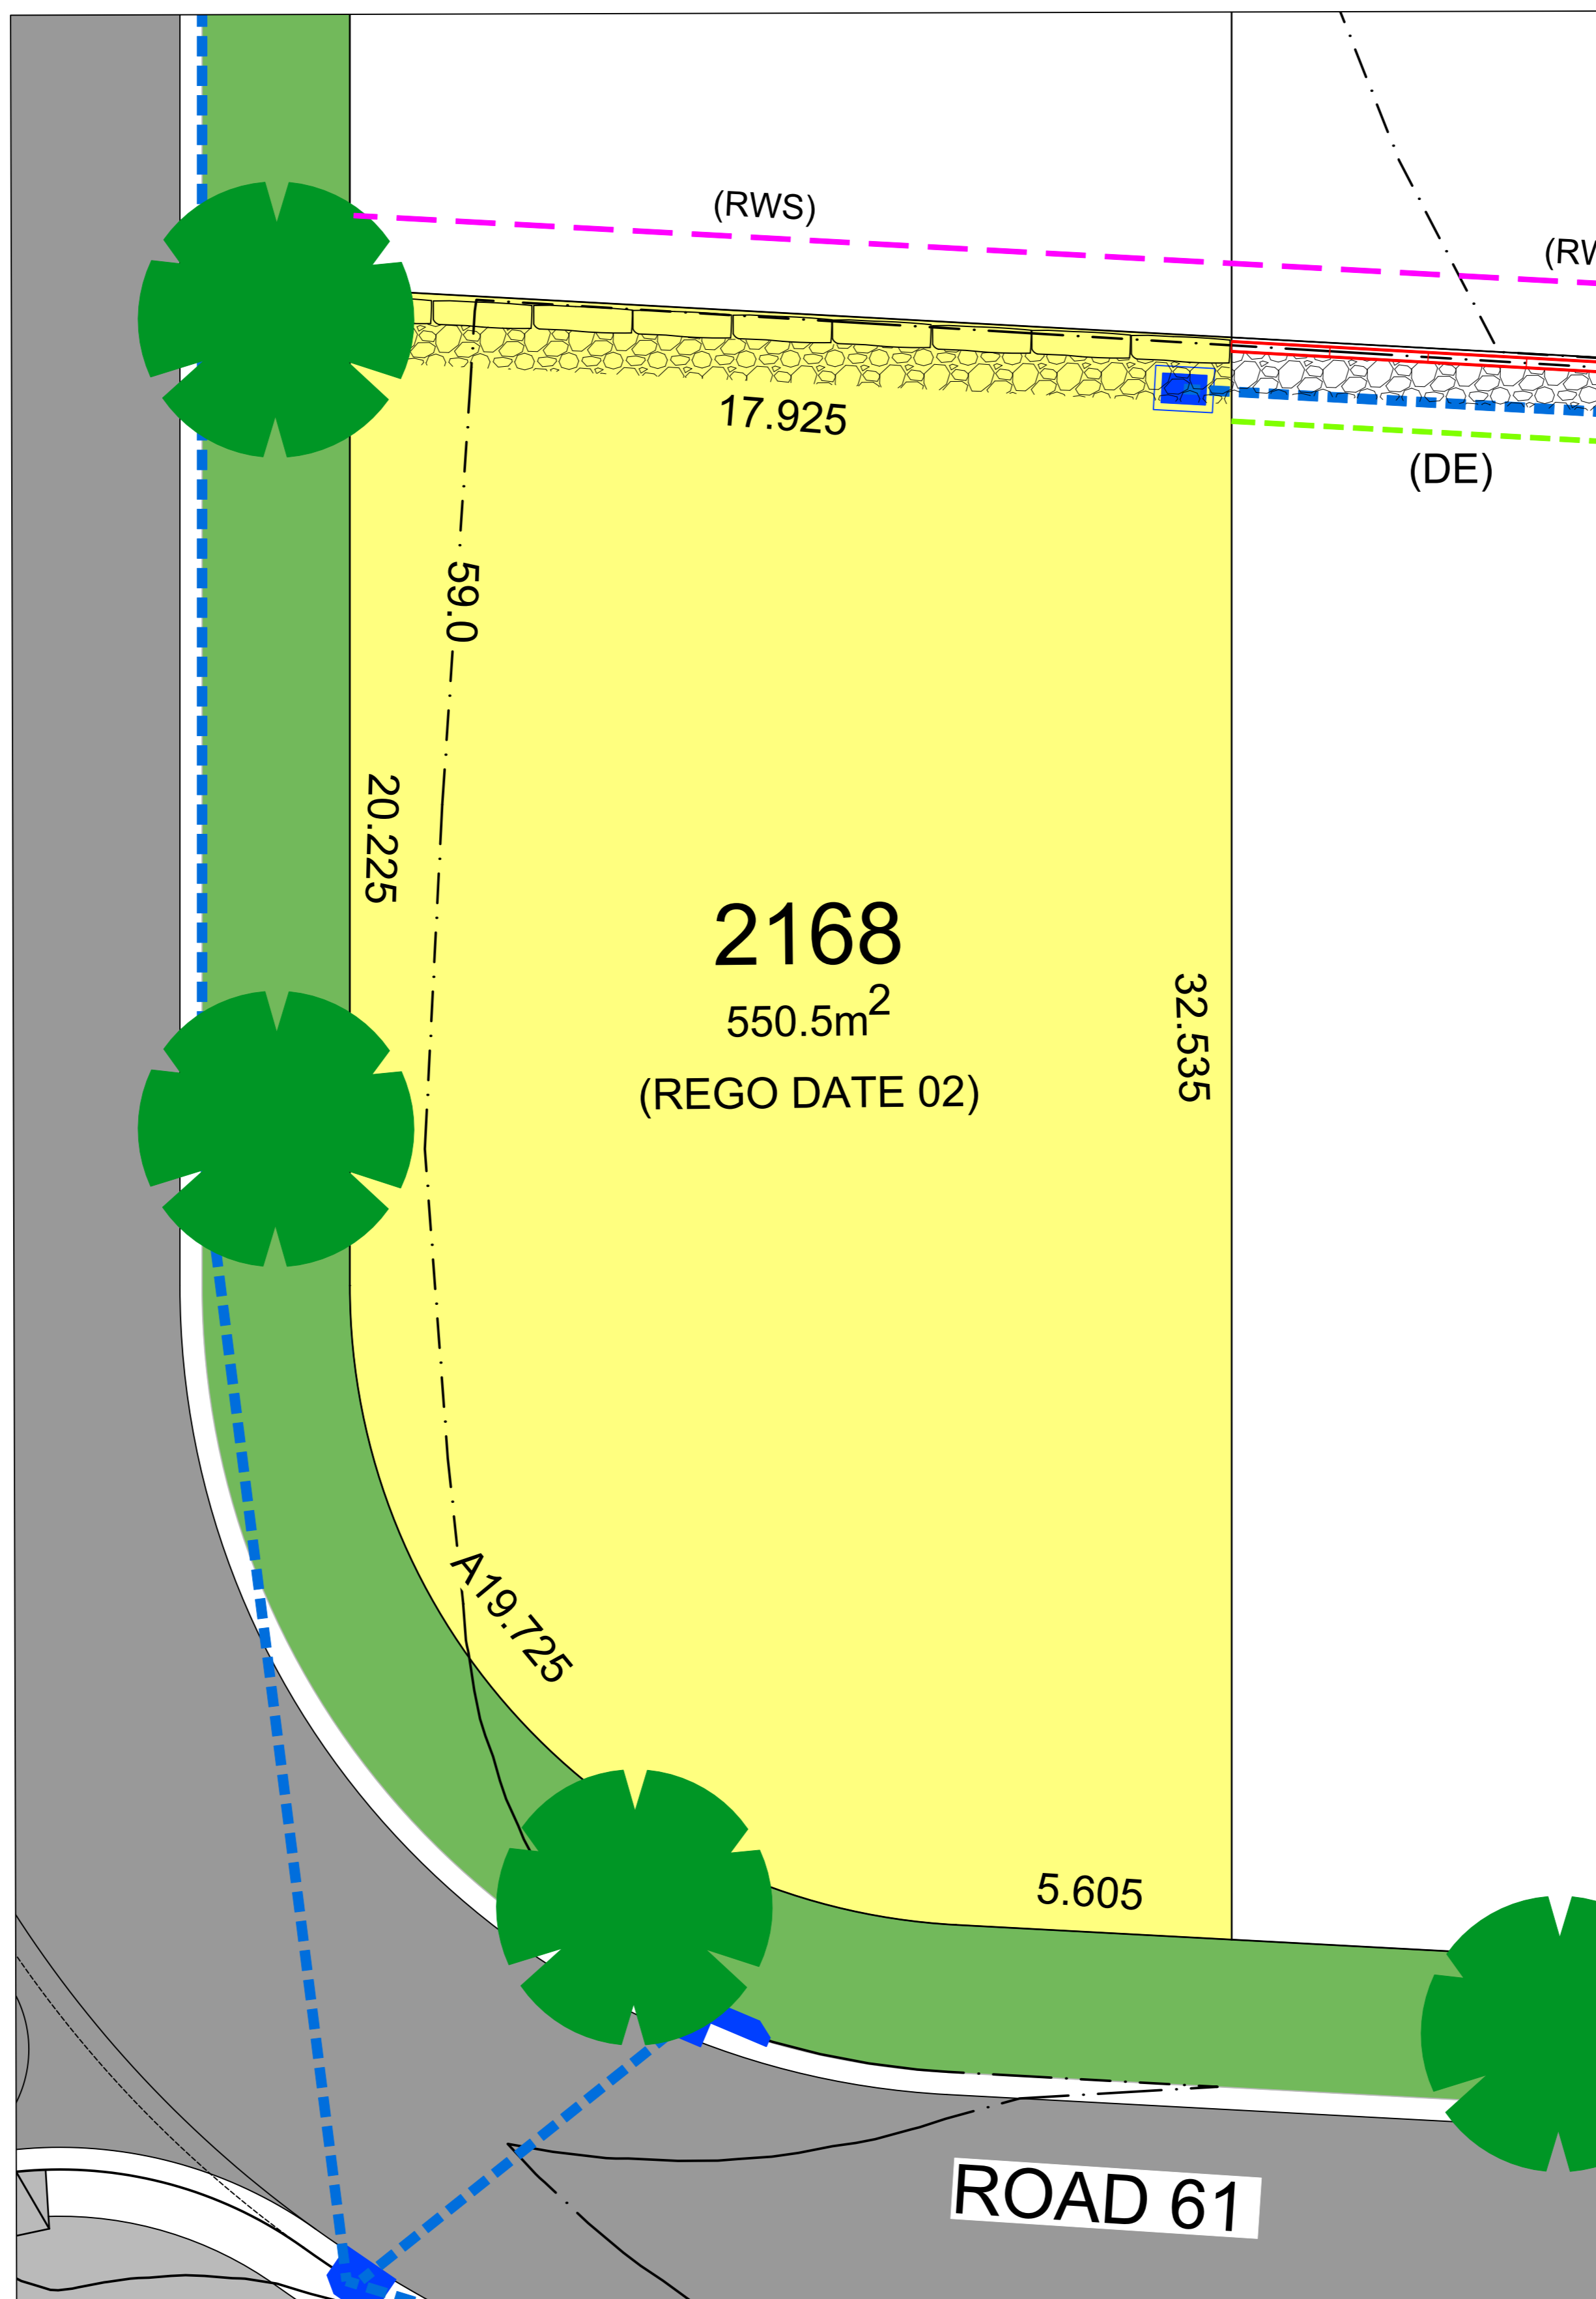 (RWS)
(RW
17.925
(DE)
59.0
20.225
2168
550.5m²
(REGO DATE 02)
32.535
A19.725
5.605
ROAD 61